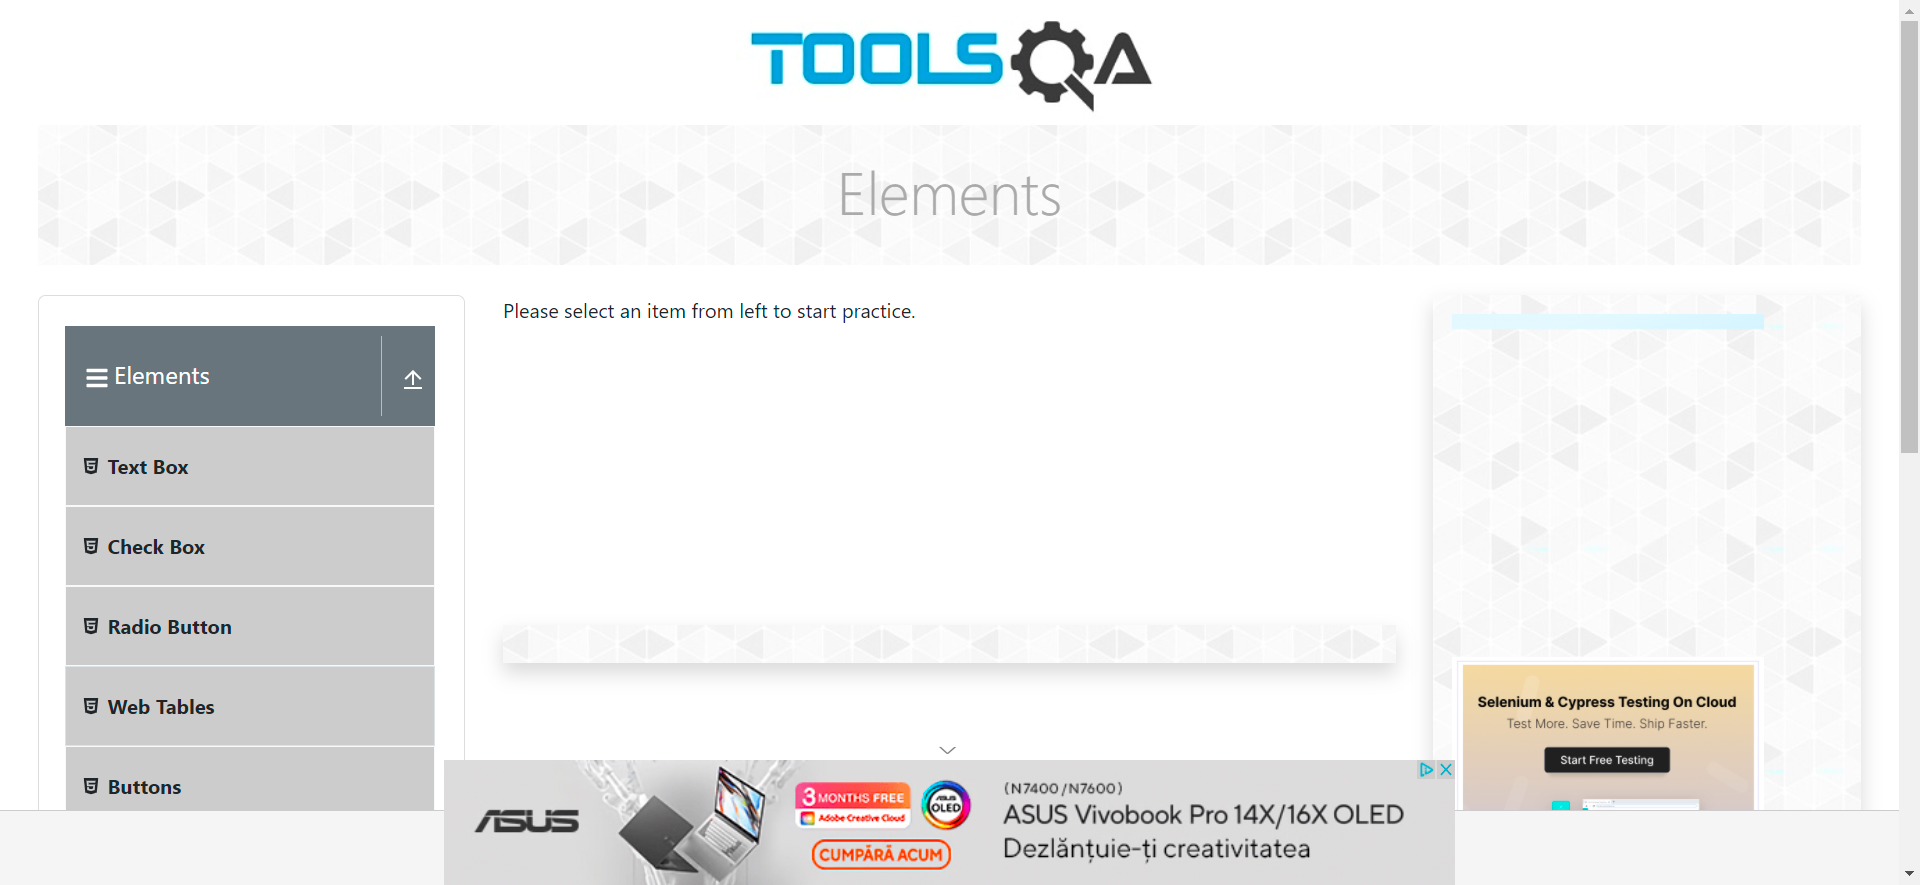 TOOLSQA
Elements
Elements
Text Box
Check Box
Radio Button
Web Tables
Buttons
Please select an item from left to start practice.
Selenium & Cypress Testing On Cloud
Test More. Save Time. Ship Faster.
Start Free Testing
ASUS
3 MONTHS FREE
Adobe Creative Cloud
ASUS
OLED
CUMPĂRĂ ACUM
(N7400/N7600)
ASUS Vivobook Pro 14X/16X OLED
Dezlănțuie-ți creativitatea